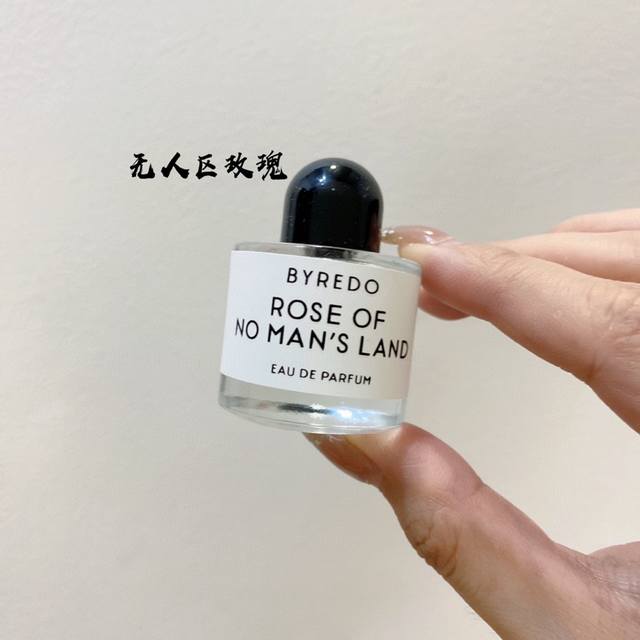 无人区玫瑰
BYREDO
ROSE OF
NO MAN'S LAND
EAU DE PARFUM